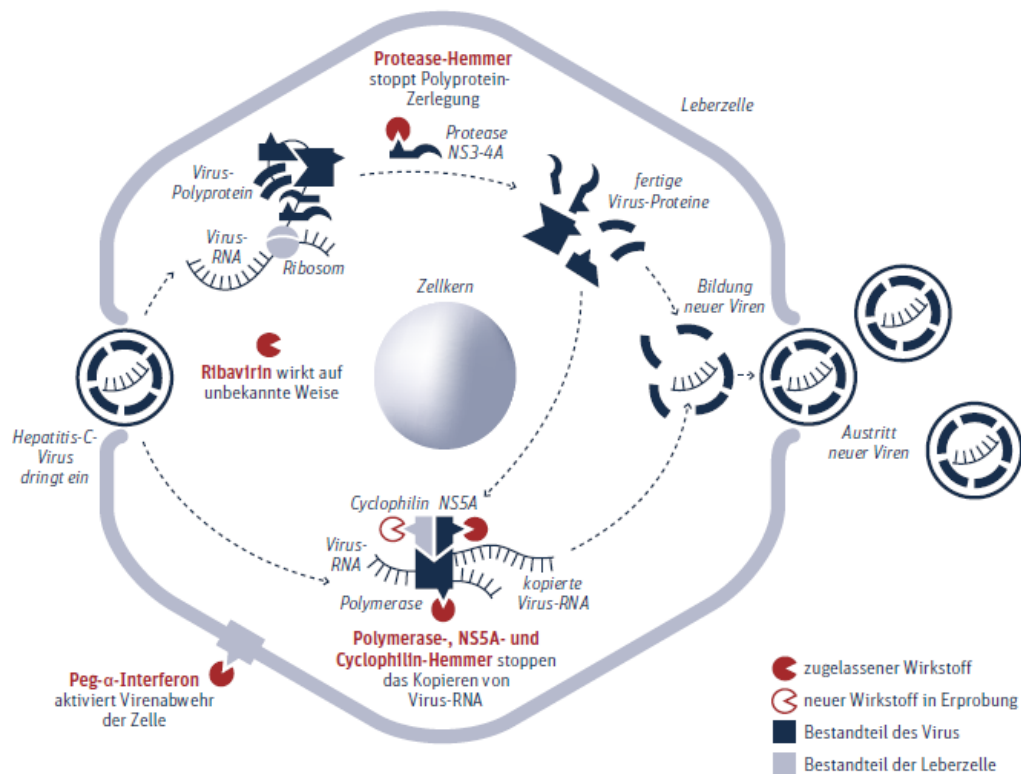 Protease-Hemmer
stoppt Polyprotein-
Zerlegung
Leberzelle
Protease
NS3-4A
Virus-
Polyprotein
fertige
Virus-Proteine
Virus-
RNA
Ribosom
Zellkern
Bildung
neuer Viren
Ribavirin wirkt auf
unbekannte Weise
Hepatitis-C-
Virus
dringt ein
Austritt
neuer Viren
Cyclophilin NS5A
Virus-
RNA
Polymerase
kopierte
Virus-RNA
Polymerase-, NS5A- und
Cyclophilin-Hemmer stoppen
das Kopieren von
Virus-RNA
Peg-α-Interferon
aktiviert Virenabwehr
der Zelle
zugelassener Wirkstoff
neuer Wirkstoff in Erprobung
Bestandteil des Virus
Bestandteil der Leberzelle